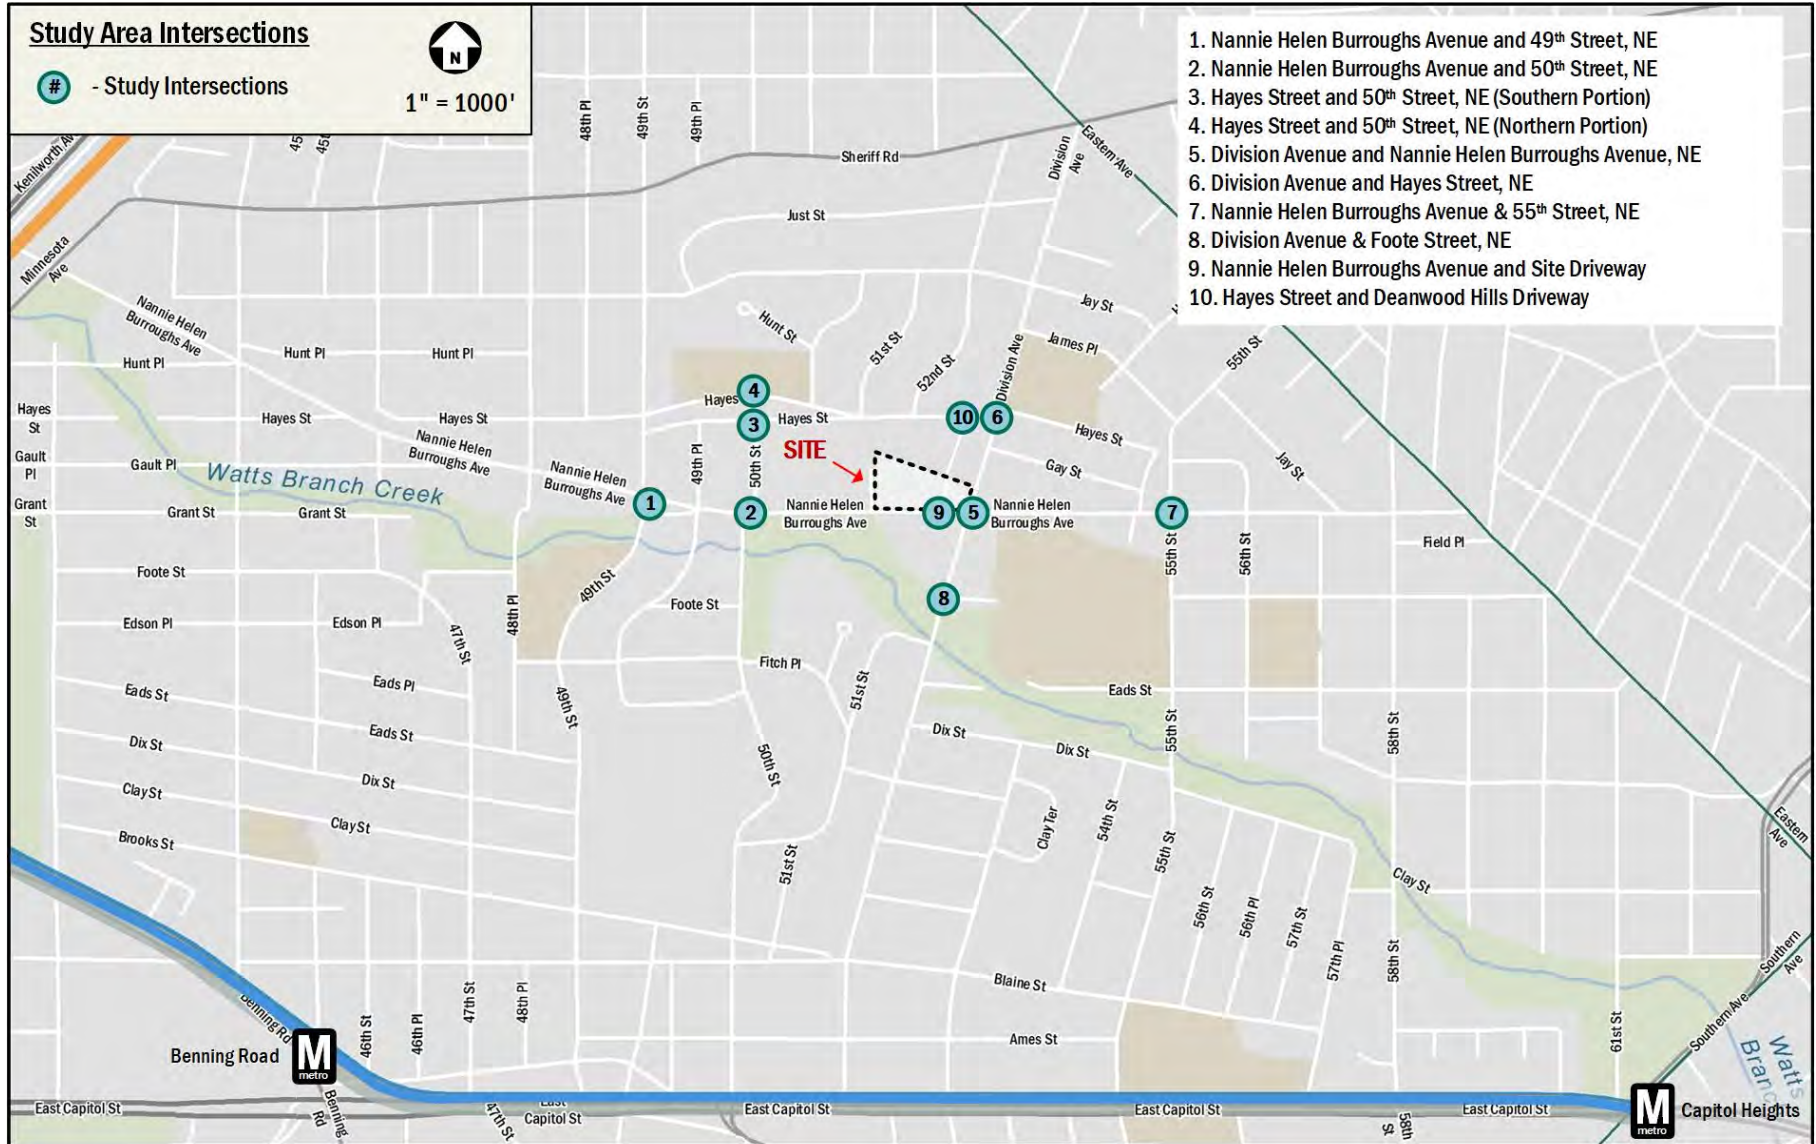 Study Area Intersections
N
# - Study Intersections
1" = 1000'
1. Nannie Helen Burroughs Avenue and 49th Street, NE
2. Nannie Helen Burroughs Avenue and 50th Street, NE
3. Hayes Street and 50th Street, NE (Southern Portion)
4. Hayes Street and 50th Street, NE (Northern Portion)
5. Division Avenue and Nannie Helen Burroughs Avenue, NE
6. Division Avenue and Hayes Street, NE
7. Nannie Helen Burroughs Avenue & 55th Street, NE
8. Division Avenue & Foote Street, NE
9. Nannie Helen Burroughs Avenue and Site Driveway
10. Hayes Street and Deanwood Hills Driveway
48th Pl
49th St
49th Pl
Kenilworth Av
Sheriff Rd
Division
Ave
Eastern Ave
Just St
Minnesota
Ave
Nannie Helen
Burroughs Ave
Hunt St
Jay St
Hunt Pl
Hunt Pl
Hunt Pl
51st St
52nd St
Division Ave
James Pl
55th St
4
Hayes
Hayes
St
Hayes St
Hayes St
3
Hayes St
10
6
Hayes St
Nannie Helen
Burroughs Ave
49th Pl
50th St
SITE
Gay St
Jay St
Gault
Pl
Gault Pl
Watts Branch Creek
Nannie Helen
Burroughs Ave
1
2
Nannie Helen
Burroughs Ave
9
5
Nannie Helen
Burroughs Ave
7
Grant
St
Grant St
Grant St
55th St
56th St
Field Pl
Foote St
49th St
48th Pl
Foote St
8
Edson Pl
Edson Pl
47th St
Fitch Pl
51st St
Eads St
Eads Pl
Eads St
49th St
Eads St
Dix St
Dix St
Dix St
55th St
58th St
Dix St
50th St
Clay St
Clay St
Brooks St
51st St
Clay Ter
54th St
55th St
Eastern
Ave
Clay St
56th St
56th Pl
57th St
57th Pl
58th St
Southern
Ave
Blaine St
47th St
48th Pl
46th St
46th Pl
Benning Rd
Benning Road
M
metro
Ames St
61st St
Southern Ave
Watts
Branc
East Capitol St
Benning
Rd
47th St
East
Capitol St
East Capitol St
East Capitol St
58th
St
East Capitol St
M
metro
Capitol Heights